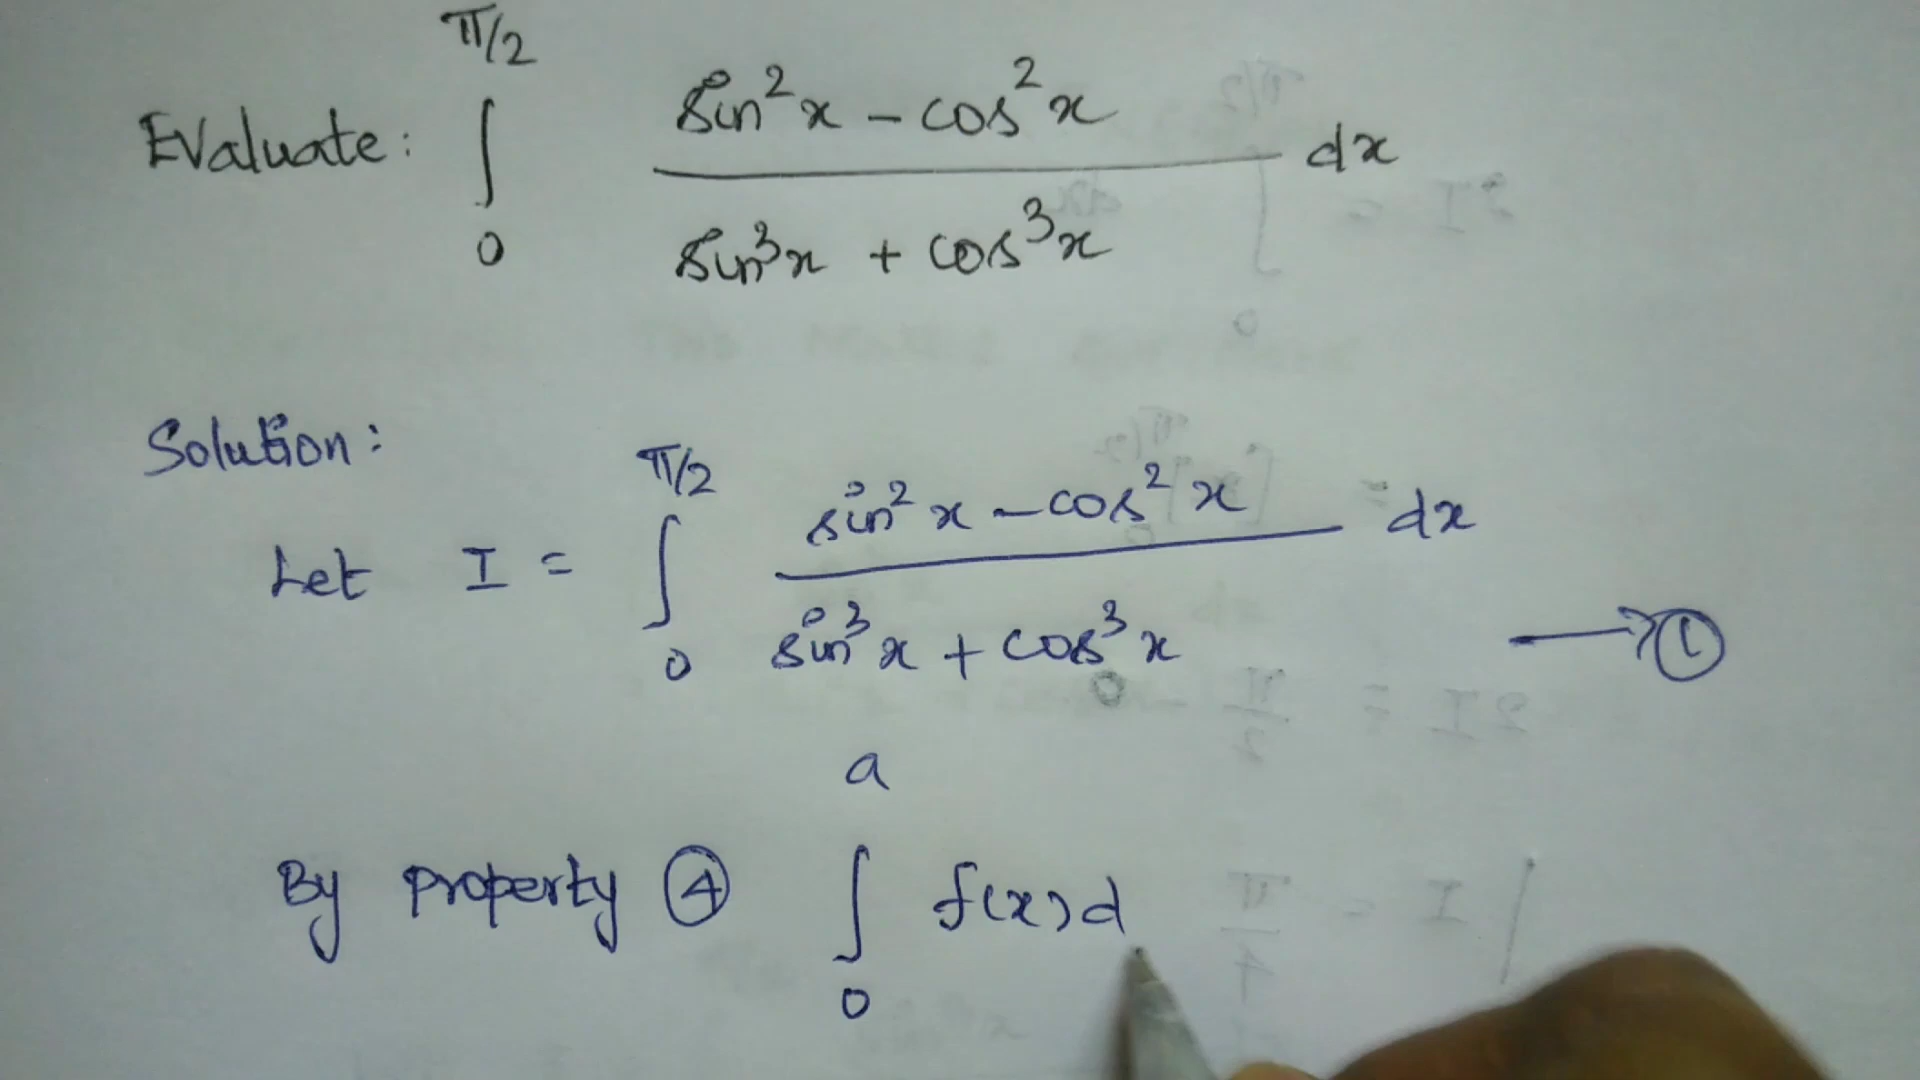 Evaluate: ∫₀^{π/2} (sin²x – cos²x)/(sin³x + cos³x) dx
Solution:
Let I = ∫₀^{π/2} (sin²x – cos²x)/(sin³x + cos³x) dx → ①
By property ④ ∫₀^a f(x)d